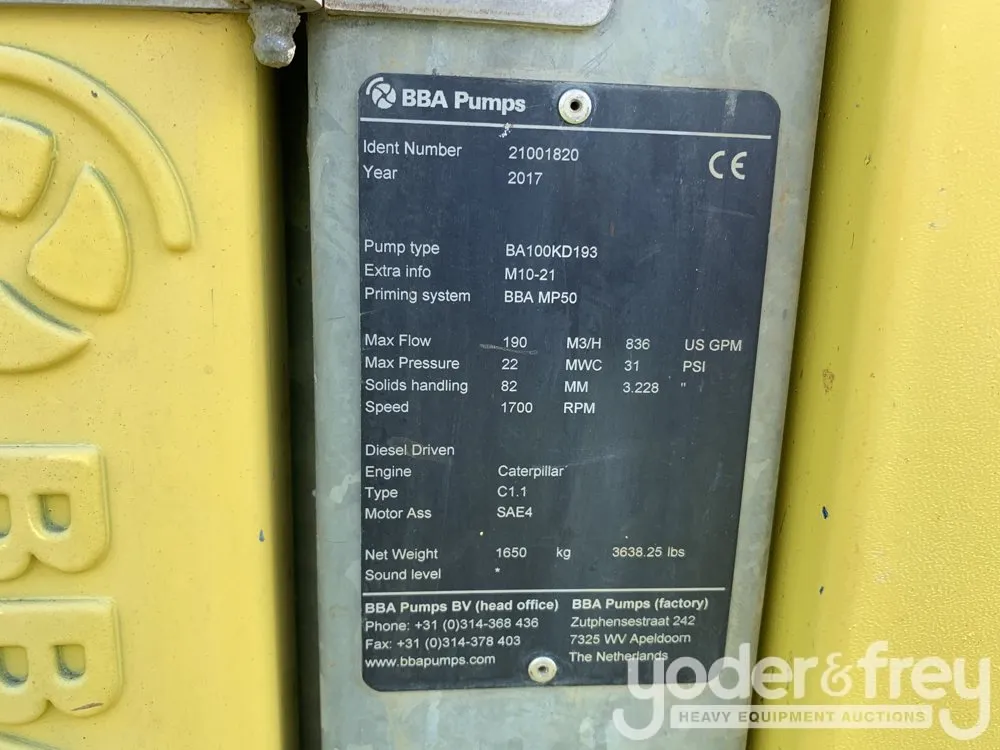 BBA Pumps
Ident Number 21001820
Year 2017
CE
Pump type BA100KD193
Extra info M10-21
Priming system BBA MP50
Max Flow 190 M3/H 836 US GPM
Max Pressure 22 MWC 31 PSI
Solids handling 82 MM 3.228 "
Speed 1700 RPM
Diesel Driven
Engine Caterpillar
Type C1.1
Motor Ass SAE4
Net Weight 1650 kg 3638.25 lbs
Sound level *
BBA Pumps BV (head office) BBA Pumps (factory)
Phone: +31 (0)314-368 436 Zutphensestraat 242
Fax: +31 (0)314-378 403 7325 WV Apeldoorn
www.bbapumps.com The Netherlands
BB
yoder&frey
HEAVY EQUIPMENT AUCTIONS